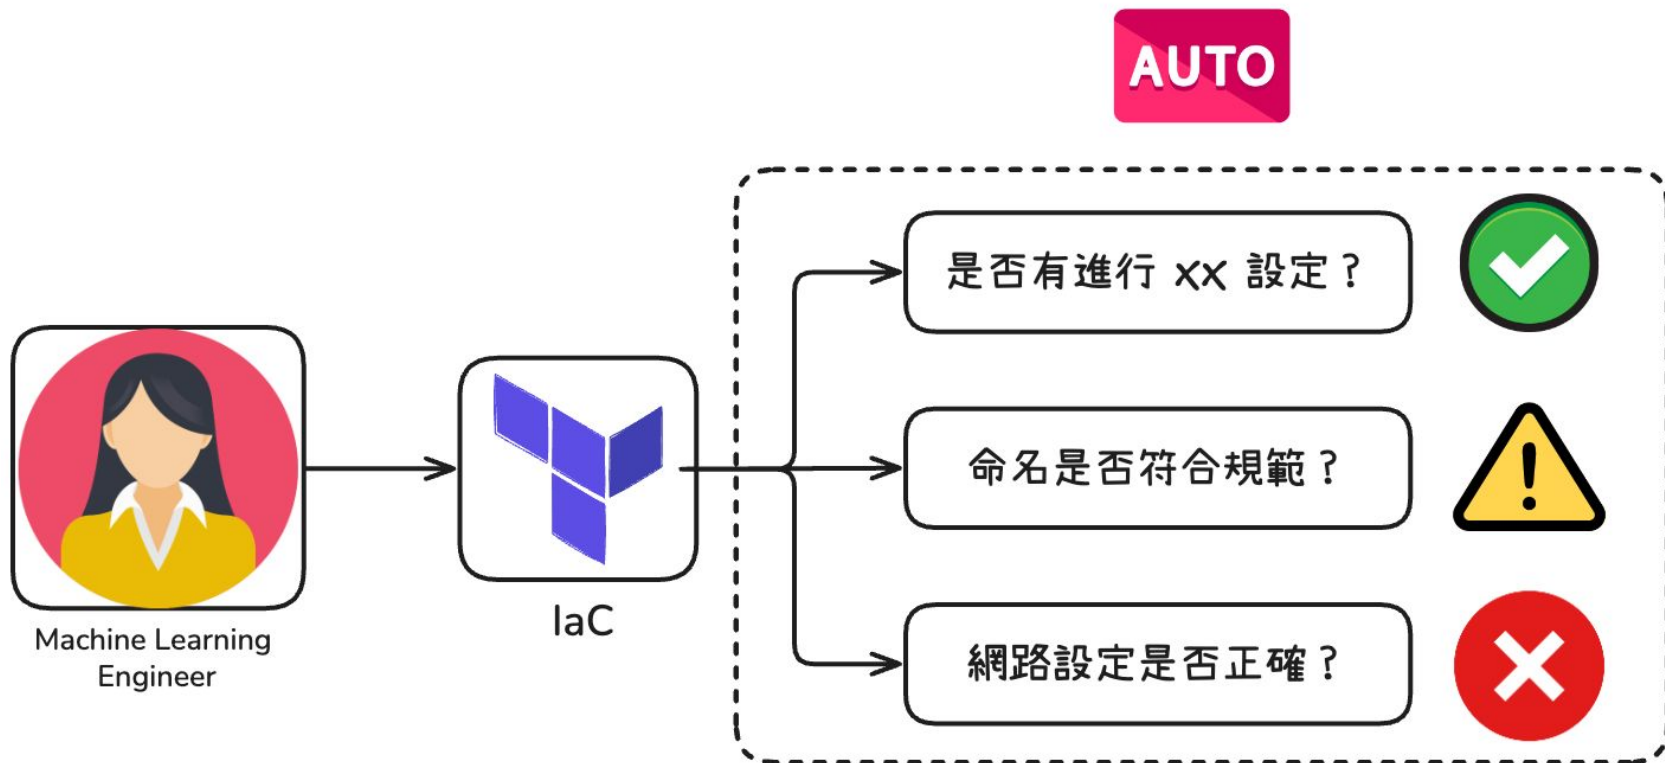 AUTO
是否有進行 xx 設定？
命名是否符合規範？
網路設定是否正確？
IaC
Machine Learning
Engineer